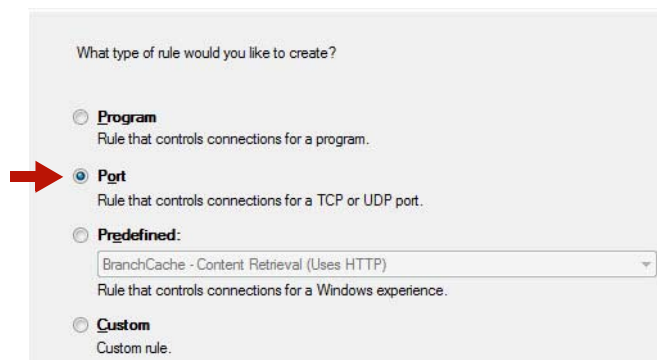 What type of rule would you like to create?
Program
Rule that controls connections for a program.
Port
Rule that controls connections for a TCP or UDP port.
Predefined:
BranchCache - Content Retrieval (Uses HTTP)
Rule that controls connections for a Windows experience.
Custom
Custom rule.